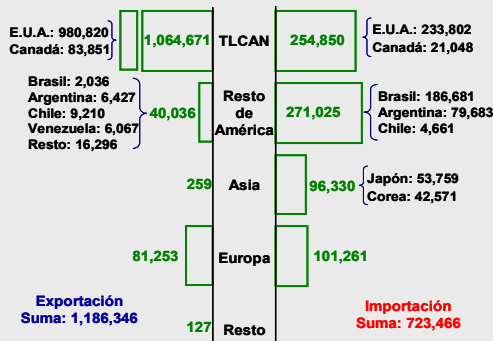 E.U.A.: 980,820
Canadá: 83,851
1,064,671
TLCAN
254,850
E.U.A.: 233,802
Canadá: 21,048
Brasil: 2,036
Argentina: 6,427
Chile: 9,210
Venezuela: 6,067
Resto: 16,296
40,036
Resto
de
América
271,025
Brasil: 186,681
Argentina: 79,683
Chile: 4,661
259
Asia
96,330
Japón: 53,759
Corea: 42,571
81,253
Europa
101,261
Exportación
Suma: 1,186,346
127
Resto
Importación
Suma: 723,466